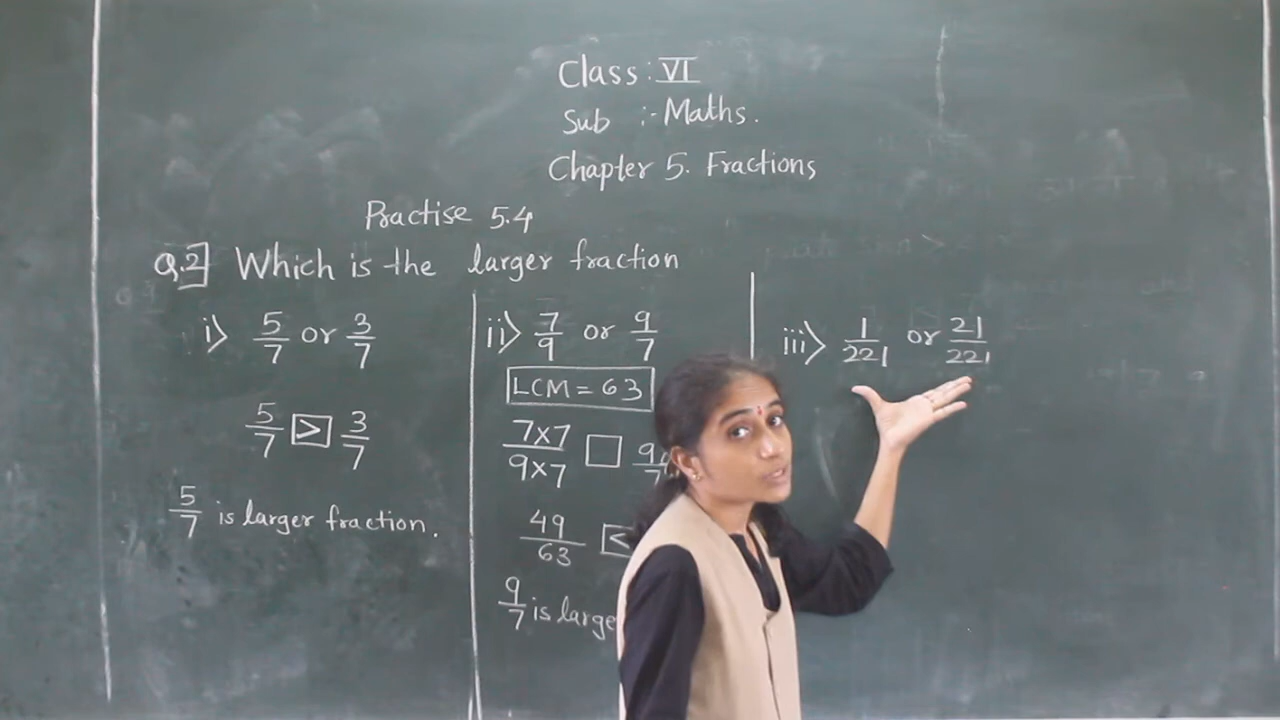 Class : VI
Sub :- Maths.
Chapter 5. Fractions
Practise 5.4
Q.2] Which is the larger fraction
i) 5/7 or 3/7
5/7 > 3/7
5/7 is larger fraction.
ii) 7/9 or 9/7
LCM = 63
7×7/9×7 □ 9/7
49/63 <
9/7 is large
iii) 1/221 or 21/221